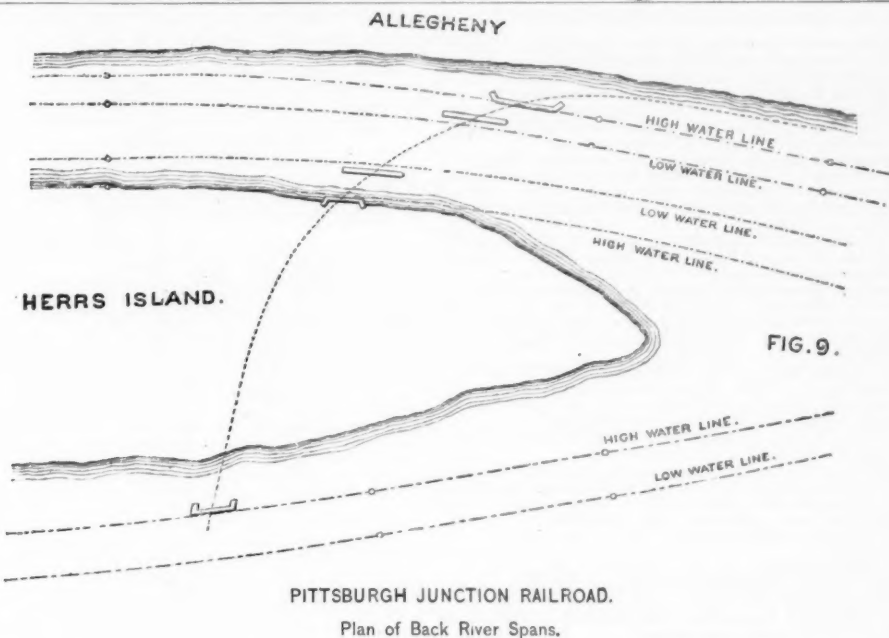 ALLEGHENY
HIGH WATER LINE
LOW WATER LINE.
LOW WATER LINE.
HIGH WATER LINE.
HERRS ISLAND.
FIG. 9.
HIGH WATER LINE.
LOW WATER LINE.
PITTSBURGH JUNCTION RAILROAD.
Plan of Back River Spans.